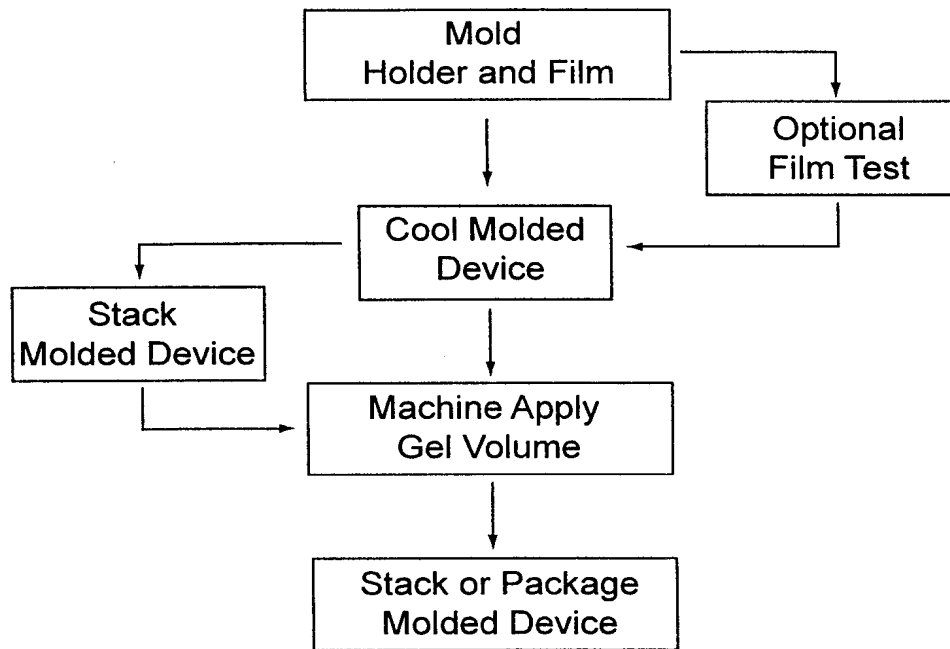 Mold
Holder and Film
Optional
Film Test
Cool Molded
Device
Stack
Molded Device
Machine Apply
Gel Volume
Stack or Package
Molded Device